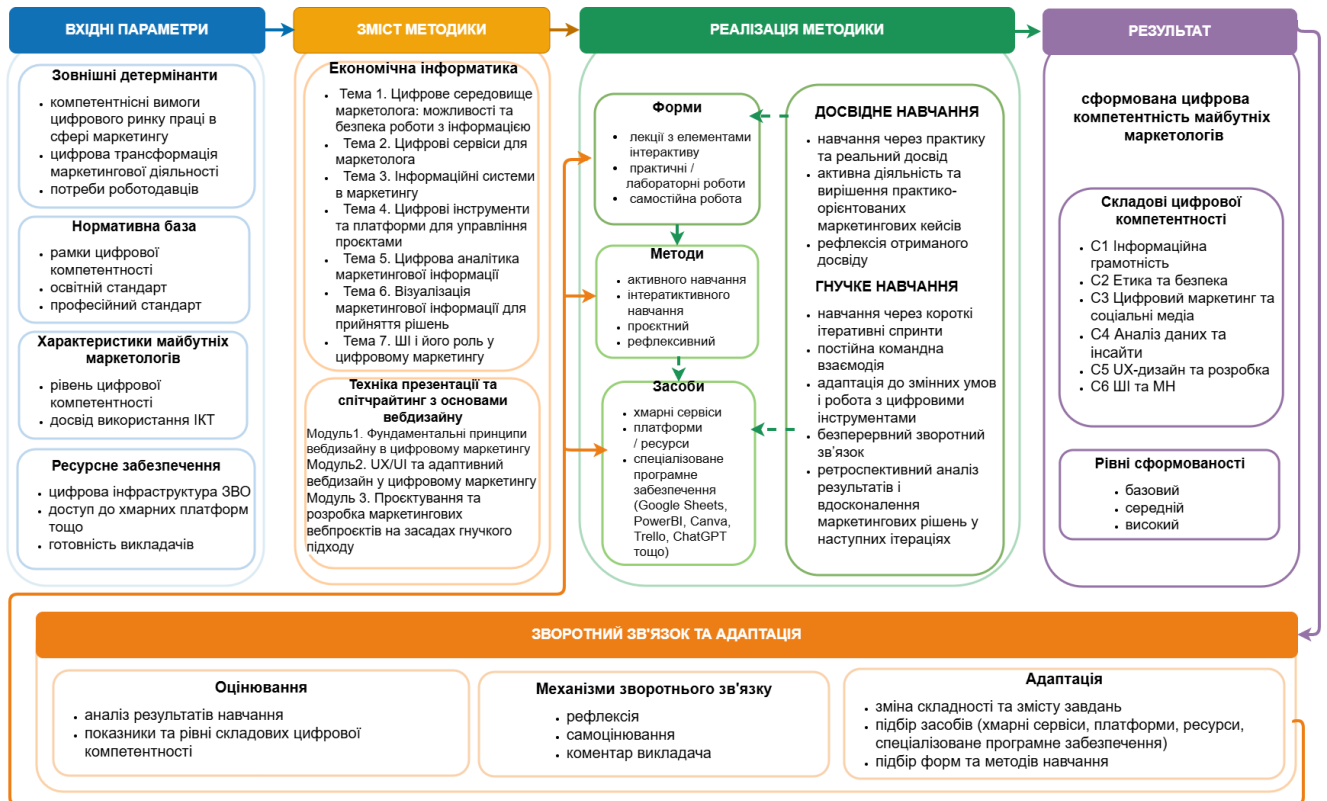 ВХІДНІ ПАРАМЕТРИ
Зовнішні детермінанти
• компетентнісні вимоги
цифрового ринку праці в
сфері маркетингу
• цифрова трансформація
маркетингової діяльності
• потреби роботодавців
Нормативна база
• рамки цифрової
компетентності
• освітній стандарт
• професійний стандарт
Характеристики майбутніх
маркетологів
• рівень цифрової
компетентності
• досвід використання ІКТ
Ресурсне забезпечення
• цифрова інфраструктура ЗВО
• доступ до хмарних платформ
тощо
• готовність викладачів
ЗМІСТ МЕТОДИКИ
Економічна інформатика
• Тема 1. Цифрове середовище
маркетолога: можливості та
безпека роботи з інформацією
• Тема 2. Цифрові сервіси для
маркетолога
• Тема 3. Інформаційні системи
в маркетингу
• Тема 4. Цифрові інструменти
та платформи для управління
проєктами
• Тема 5. Цифрова аналітика
маркетингової інформації
• Тема 6. Візуалізація
маркетингової інформації для
прийняття рішень
• Тема 7. ШІ і його роль у
цифровому маркетингу
Техніка презентації та
спітчрайтинг з основами
вебдизайну
Модуль1. Фундаментальні принципи
вебдизайну в цифровому маркетингу
Модуль2. UX/UI та адаптивний
вебдизайн у цифровому маркетингу
Модуль 3. Проєктування та
розробка маркетингових
вебпроєктів на засадах гнучкого
підходу
РЕАЛІЗАЦІЯ МЕТОДИКИ
Форми
• лекції з елементами
інтерактиву
• практичні /
лабораторні роботи
• самостійна робота
Методи
• активного навчання
• інтератиктивного
навчання
• проєктний
• рефлексивний
Засоби
• хмарні сервіси
• платформи
/ ресурси
• спеціалізоване
програмне
забезпечення
(Google Sheets,
PowerBI, Canva,
Trello, ChatGPT
тощо)
ДОСВІДНЕ НАВЧАННЯ
• навчання через практику
та реальний досвід
• активна діяльність та
вирішення практико-
орієнтованих
маркетингових кейсів
• рефлексія отриманого
досвіду
ГНУЧКЕ НАВЧАННЯ
• навчання через короткі
ітеративні спринти
• постійна командна
взаємодія
• адаптація до змінних умов
і робота з цифровими
інструментами
• безперервний зворотний
зв'язок
• ретроспективний аналіз
результатів і
вдосконалення
маркетингових рішень у
наступних ітераціях
РЕЗУЛЬТАТ
сформована цифрова
компетентність майбутніх
маркетологів
Складові цифрової
компетентності
• С1 Інформаційна
грамотність
• С2 Етика та безпека
• С3 Цифровий маркетинг та
соціальні медіа
• С4 Аналіз даних та
інсайти
• С5 UX-дизайн та розробка
• С6 ШІ та МН
Рівні сформованості
• базовий
• середній
• високий
ЗВОРОТНИЙ ЗВ'ЯЗОК ТА АДАПТАЦІЯ
Оцінювання
• аналіз результатів навчання
• показники та рівні складових цифрової
компетентності
Механізми зворотнього зв'язку
• рефлексія
• самоцінювання
• коментар викладача
Адаптація
• зміна складності та змісту завдань
• підбір засобів (хмарні сервіси, платформи, ресурси,
спеціалізоване програмне забезпечення)
• підбір форм та методів навчання